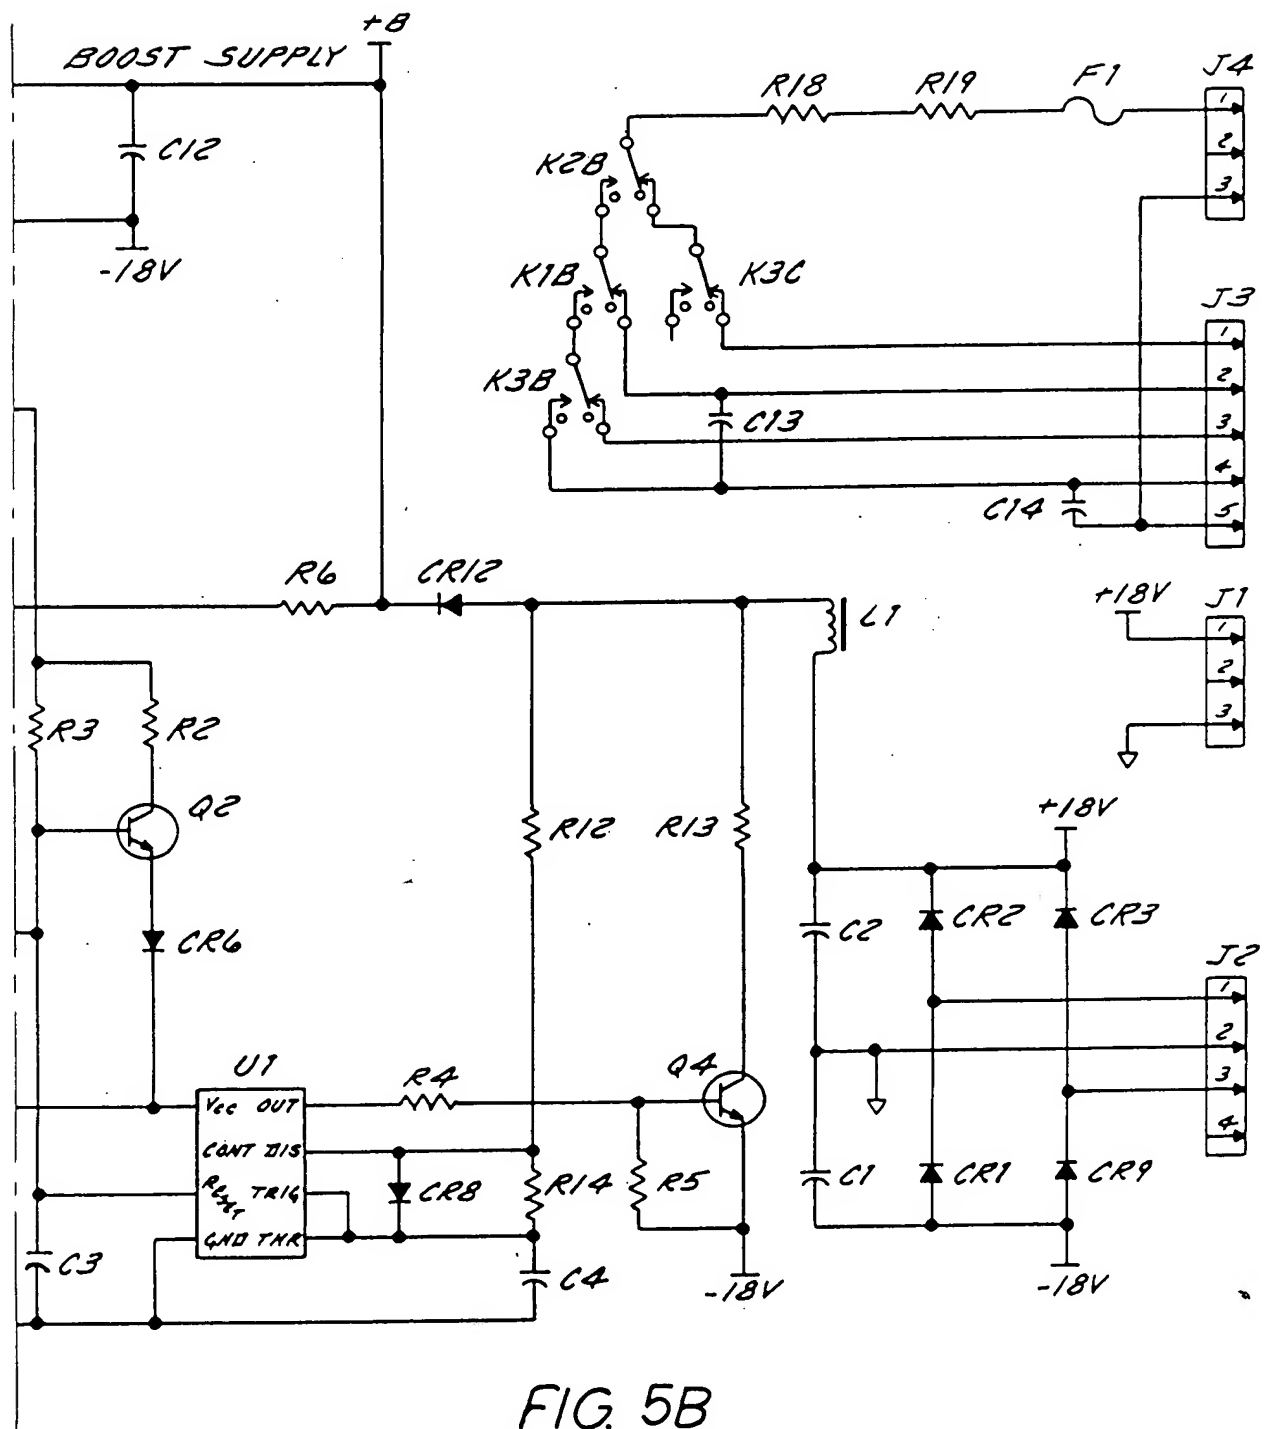 +B
BOOST SUPPLY
C12
-18V
R18
R19
F1
J4
1
2
3
K2B
K1B
K3C
K3B
C13
C14
J3
1
2
3
4
5
R6
CR12
L1
+18V
J1
1
2
3
R3
R2
Q2
R12
R13
+18V
C2
CR2
CR3
CR6
J2
1
2
3
4
U1
R4
Q4
VCC OUT
CONT DIS
RESET TRIG
GND THR
CR8
R14
R5
C1
CR1
CR9
C3
C4
-18V
-18V
FIG. 5B